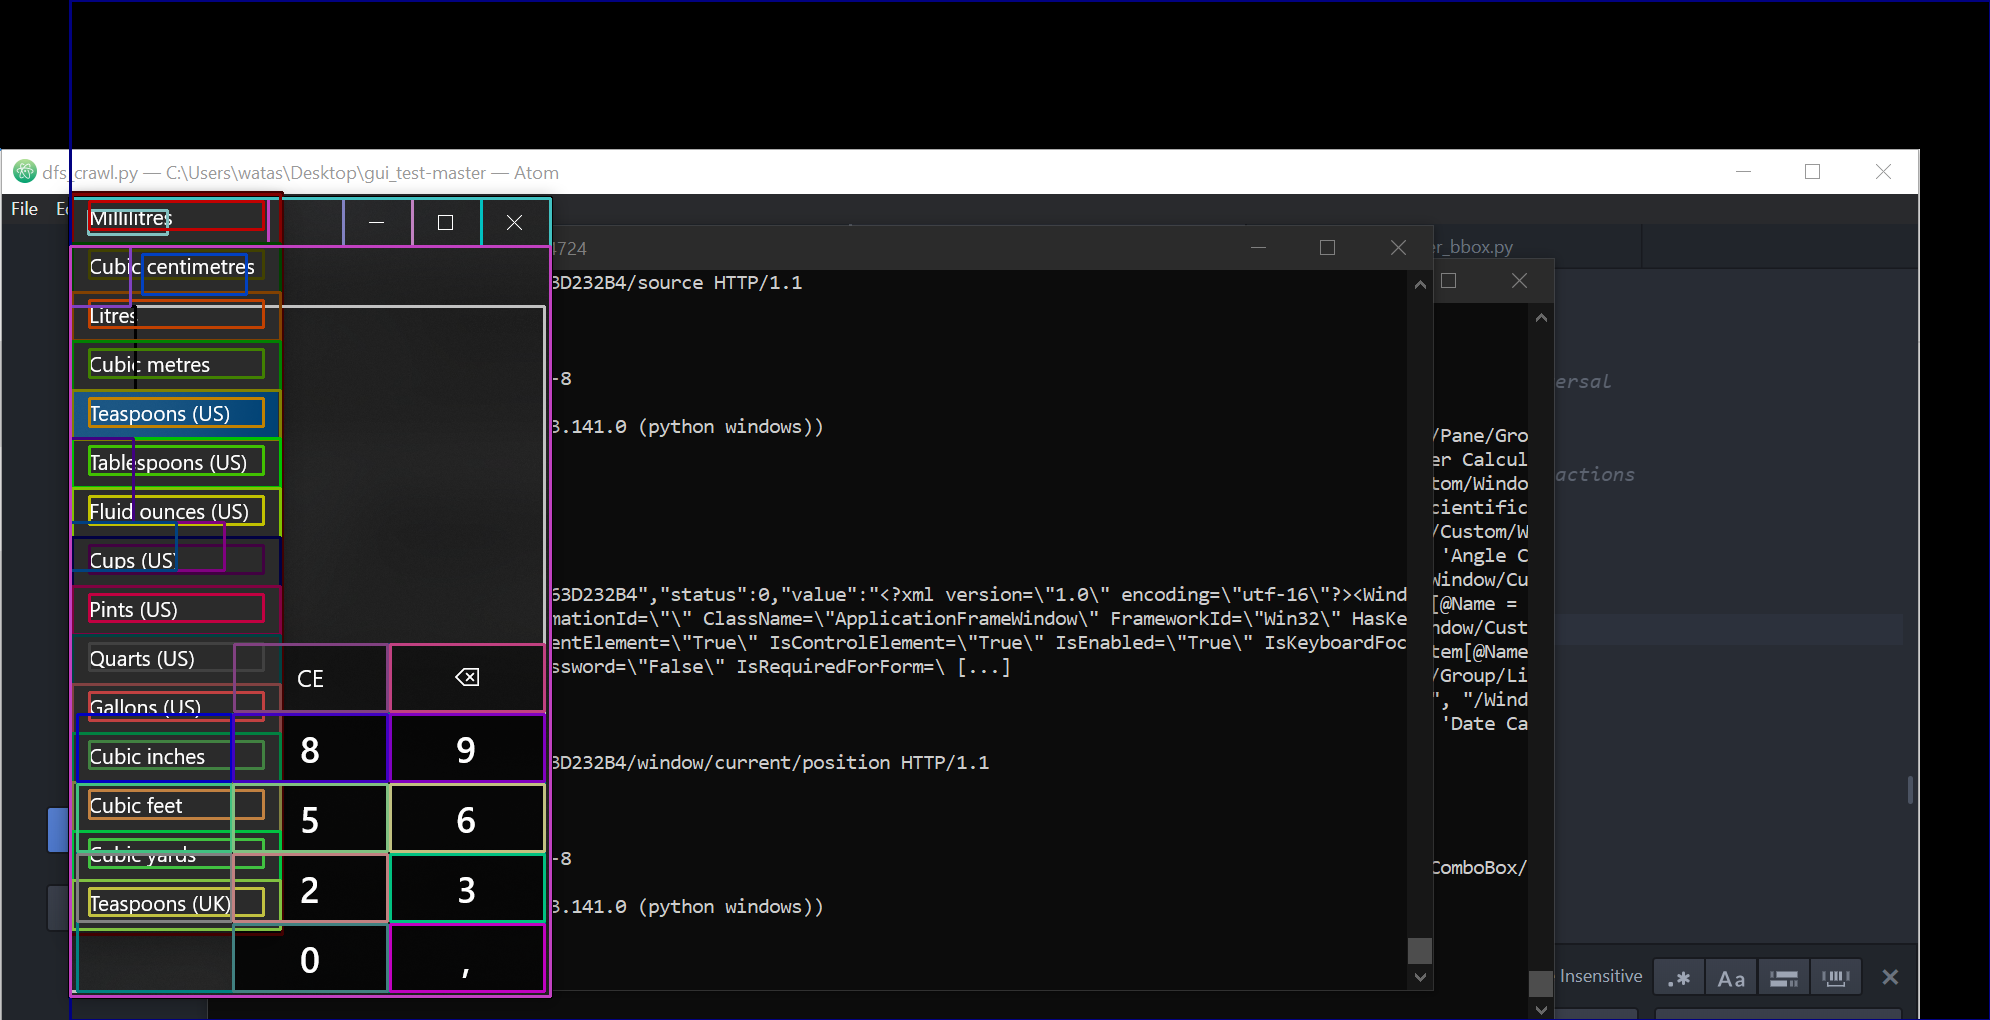 dfs_crawl.py — C:\Users\watas\Desktop\gui_test-master — Atom
File
Millilitres
Cubic centimetres
Litres
Cubic metres
Teaspoons (US)
Tablespoons (US)
Fluid ounces (US)
Cups (US)
Pints (US)
Quarts (US)
Gallons (US)
Cubic inches
Cubic feet
Cubic yards
Teaspoons (UK)
CE
8
9
5
6
2
3
0
,
4724
3D232B4/source HTTP/1.1
-8
3.141.0 (python windows))
63D232B4","status":0,"value":"<?xml version=\"1.0\" encoding=\"utf-16\"?><Wind
mationId=\"\" ClassName=\"ApplicationFrameWindow\" FrameworkId=\"Win32\" HasKe
entElement=\"True\" IsControlElement=\"True\" IsEnabled=\"True\" IsKeyboardFoc
ssword=\"False\" IsRequiredForForm=\ [...]
3D232B4/window/current/position HTTP/1.1
-8
3.141.0 (python windows))
er_bbox.py
/Pane/Gro
er Calcul
tom/Windo
cientific
/Custom/W
'Angle C
Window/Cu
[@Name =
ndow/Cust
tem[@Name
/Group/Li
", "/Wind
'Date Ca
ComboBox/
ersal
actions
Insensitive
.*
Aa